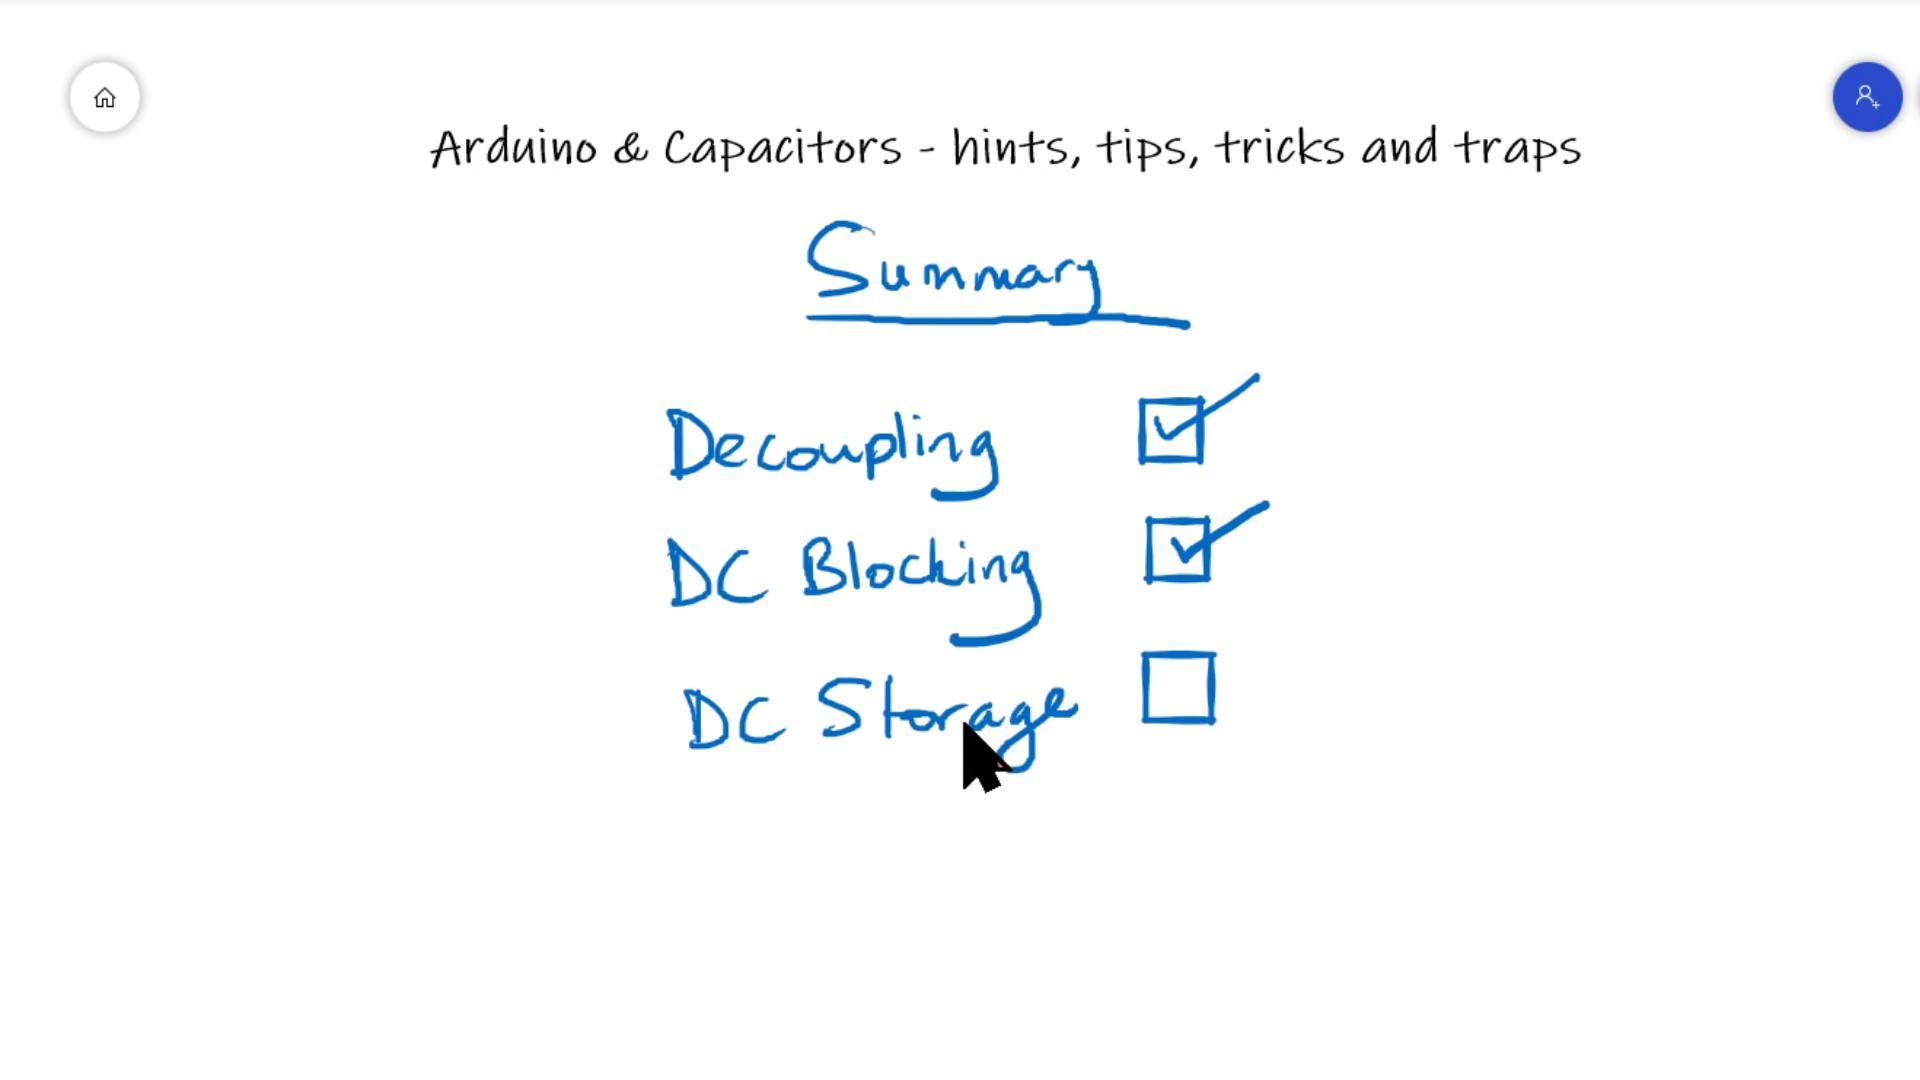 Arduino & Capacitors - hints, tips, tricks and traps
Summary
Decoupling
DC Blocking
DC Storage